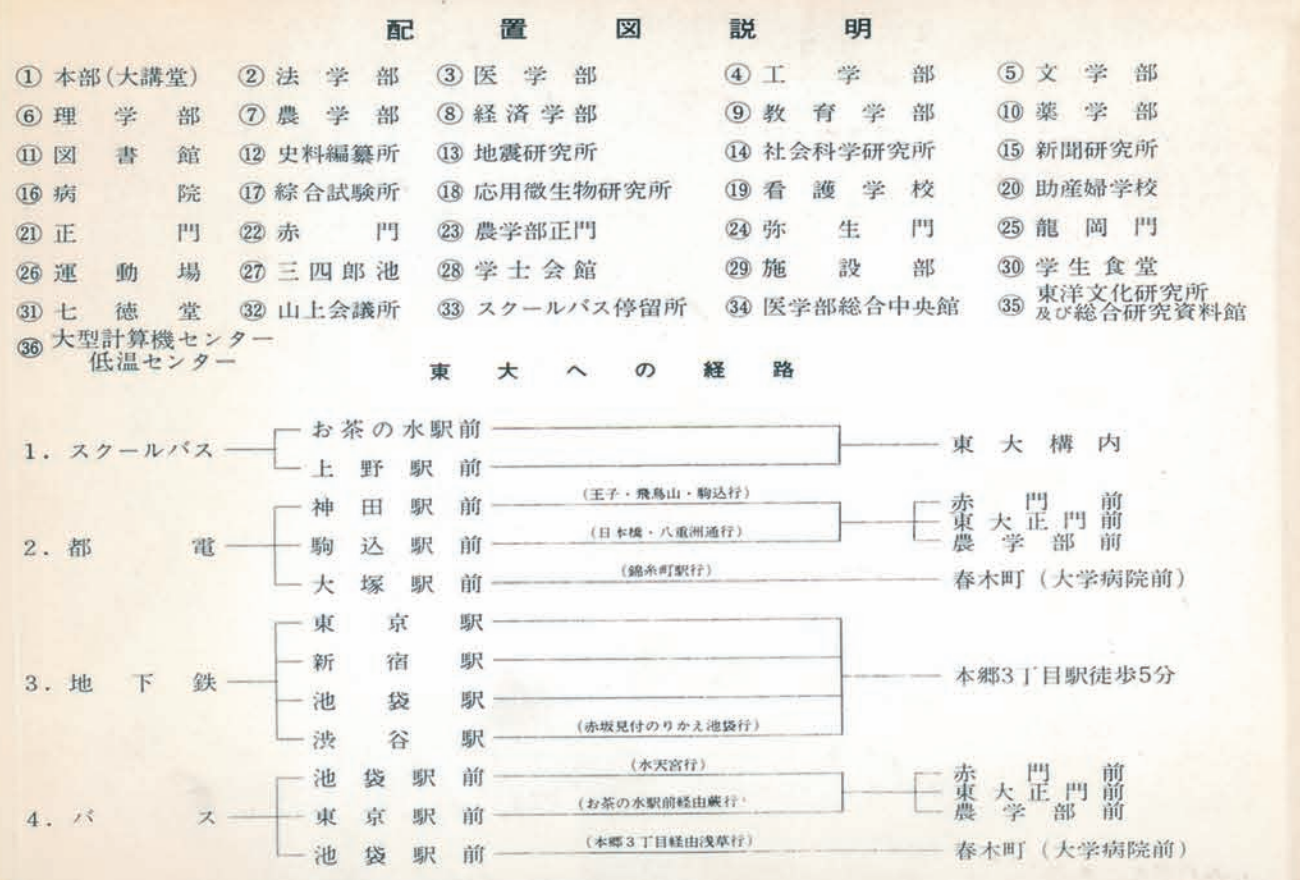 配置図説明
① 本部(大講堂) ② 法学部 ③ 医学部 ④ 工学部 ⑤ 文学部
⑥ 理学部 ⑦ 農学部 ⑧ 経済学部 ⑨ 教育学部 ⑩ 薬学部
⑪ 図書館 ⑫ 史料編纂所 ⑬ 地震研究所 ⑭ 社会科学研究所 ⑮ 新聞研究所
⑯ 病院 ⑰ 綜合試験所 ⑱ 応用微生物研究所 ⑲ 看護学校 ⑳ 助産婦学校
㉑ 正門 ㉒ 赤門 ㉓ 農学部正門 ㉔ 弥生門 ㉕ 龍岡門
㉖ 運動場 ㉗ 三四郎池 ㉘ 学士会館 ㉙ 施設部 ㉚ 学生食堂
㉛ 七徳堂 ㉜ 山上会議所 ㉝ スクールバス停留所 ㉞ 医学部総合中央館 ㉟ 東洋文化研究所
及び総合研究資料館
㊱ 大型計算機センター
低温センター
東大への経路
1. スクールバス
お茶の水駅前
上野駅前
東大構内
2. 都電
神田駅前 (王子・飛鳥山・駒込行)
駒込駅前 (日本橋・八重洲通行)
赤門前
東大正門前
農学部前
大塚駅前 (錦糸町駅行) 春木町(大学病院前)
3. 地下鉄
東京駅
新宿駅
池袋駅
渋谷駅 (赤坂見付のりかえ池袋行)
本郷3丁目駅徒歩5分
4. バス
池袋駅前 (水天宮行)
東京駅前 (お茶の水駅前経由蕨行)
赤門前
東大正門前
農学部前
池袋駅前 (本郷3丁目経由浅草行) 春木町(大学病院前)